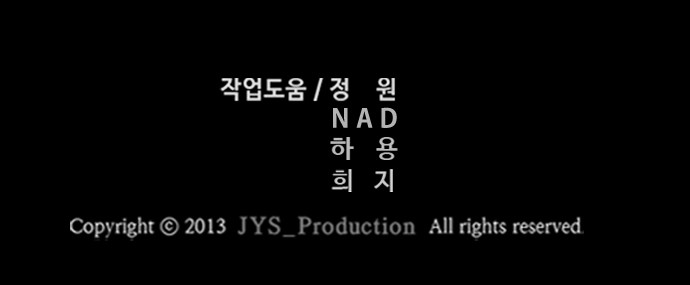 작업도움 / 정 원
N A D
하 용
희 지
Copyright ⓒ 2013 JYS_Production All rights reserved.